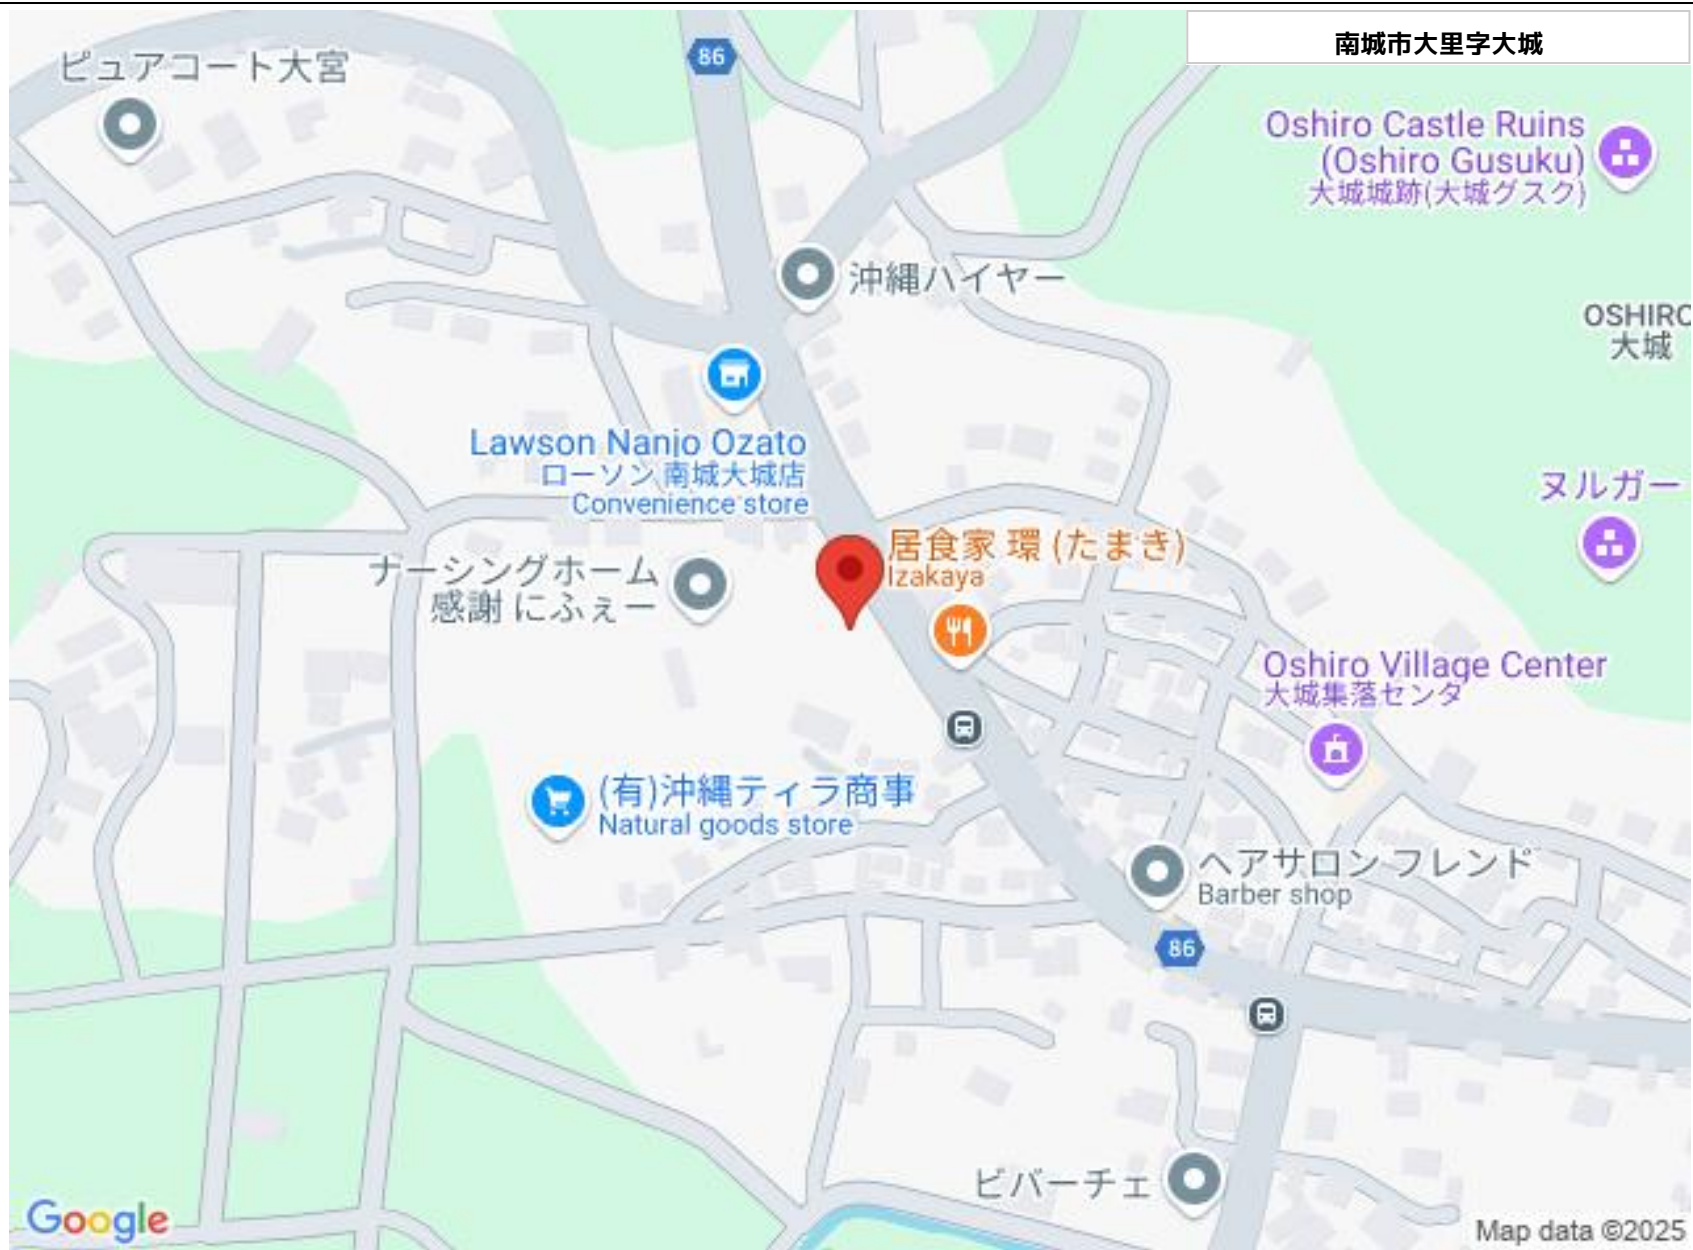 南城市大里字大城
86
ピュアコート大宮
Oshiro Castle Ruins
(Oshiro Gusuku)
大城城跡(大城グスク)
沖縄ハイヤー
OSHIRO
大城
Lawson Nanjo Ozato
ローソン 南城大城店
Convenience store
ヌルガー
居食家 環 (たまき)
Izakaya
ナーシングホーム
感謝 にふぇー
Oshiro Village Center
大城集落センタ
(有)沖縄ティラ商事
Natural goods store
ヘアサロン フレンド
Barber shop
86
ビバーチェ
Google
Map data ©2025